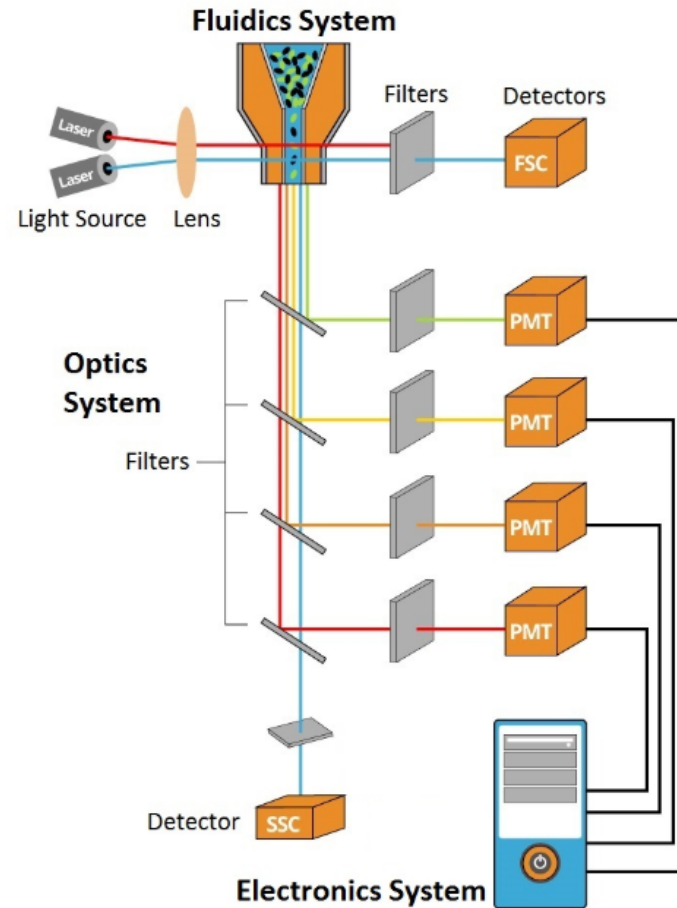 Fluidics System
Filters
Detectors
Laser
Laser
FSC
Light Source
Lens
PMT
Optics
System
PMT
Filters
PMT
PMT
Detector
SSC
Electronics System